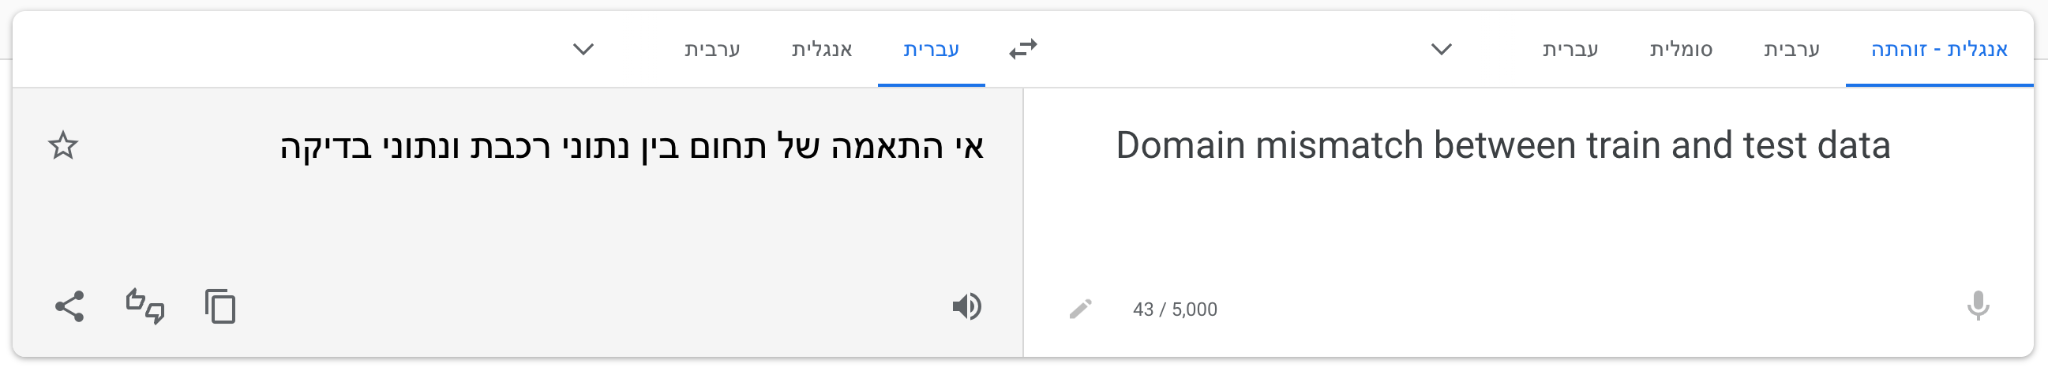 אנגלית - זוהתה
ערבית
סומלית
עברית
עברית
אנגלית
ערבית
Domain mismatch between train and test data
43 / 5,000
אי התאמה של תחום בין נתוני רכבת ונתוני בדיקה